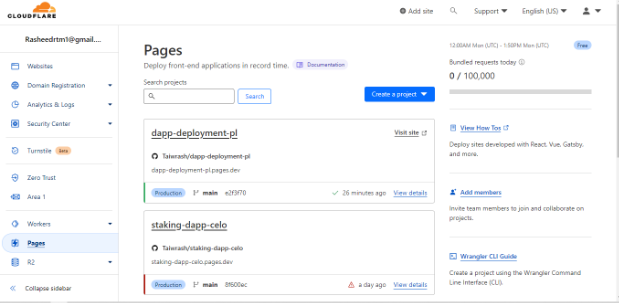 CLOUDFLARE
Add site
Support
English (US)
Rasheedrtm1@gmail....
Websites
Domain Registration
Analytics & Logs
Security Center
Turnstile Beta
Zero Trust
Area 1
Workers
Pages
R2
Collapse sidebar
Pages
Deploy front-end applications in record time. Documentation
Search projects
Search
Create a project
dapp-deployment-pl
Visit site
Taiwrash/dapp-deployment-pl
dapp-deployment-pl.pages.dev
Production main e2f3f70 26 minutes ago View details
staking-dapp-celo
Taiwrash/staking-dapp-celo
staking-dapp-celo.pages.dev
Production main 8f600ec a day ago View details
12:00AM Mon (UTC) - 1:50PM Mon (UTC) Free
Bundled requests today
0 / 100,000
View How Tos
Deploy sites developed with React, Vue, Gatsby,
and more.
Add members
Invite team members to join and collaborate on
projects.
Wrangler CLI Guide
Create a project using the Wrangler Command
Line Interface (CLI).